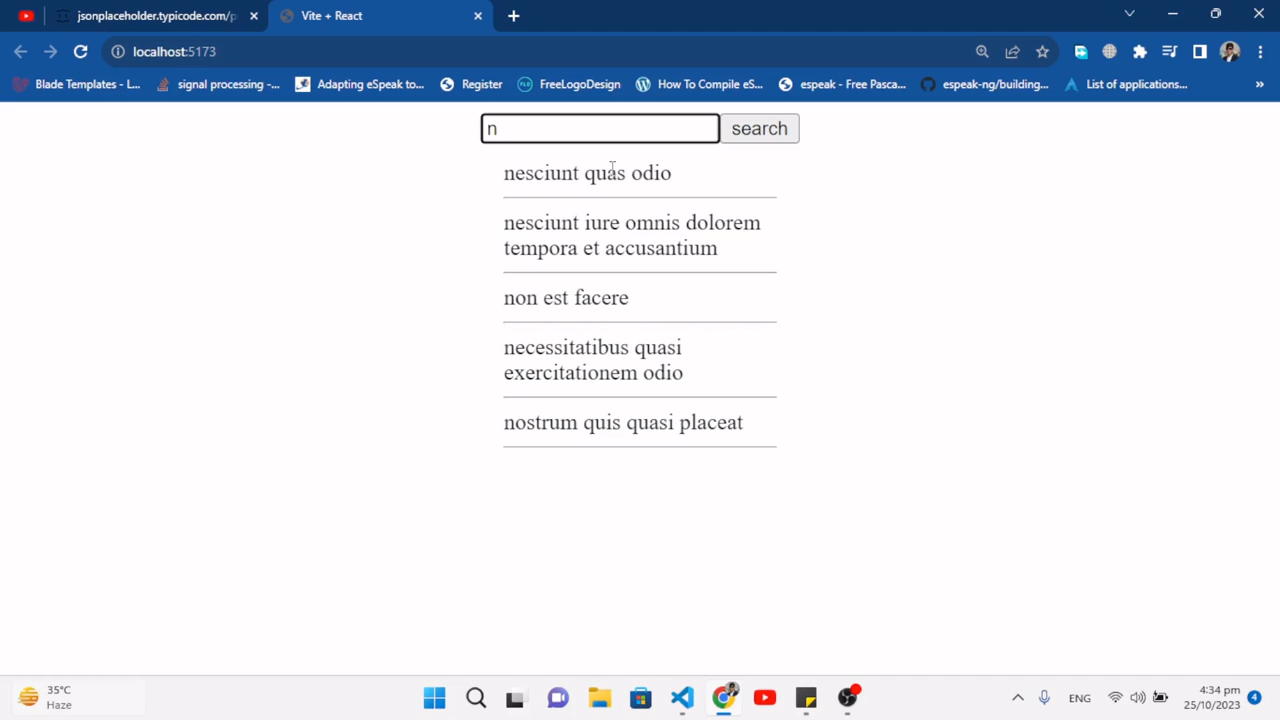 jsonplaceholder.typicode.com/p
Vite + React
localhost:5173
Blade Templates - L...
signal processing -...
Adapting eSpeak to...
Register
FreeLogoDesign
How To Compile eS...
espeak - Free Pasca...
espeak-ng/building...
List of applications...
n
search
nesciunt quas odio
nesciunt iure omnis dolorem
tempora et accusantium
non est facere
necessitatibus quasi
exercitationem odio
nostrum quis quasi placeat
35°C
Haze
ENG
4:34 pm
25/10/2023
4